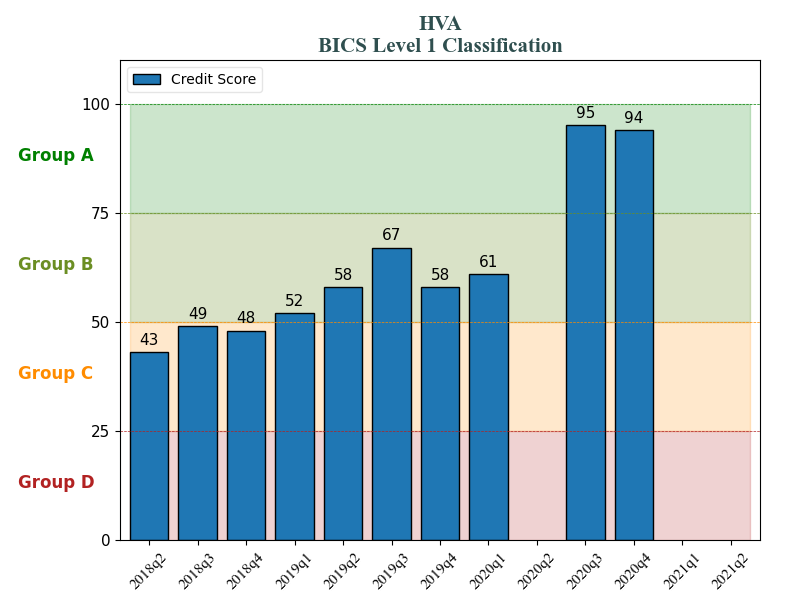 HVA
BICS Level 1 Classification
Credit Score
100
75
50
25
0
Group A
Group B
Group C
Group D
43
49
48
52
58
67
58
61
95
94
2018q2
2018q3
2018q4
2019q1
2019q2
2019q3
2019q4
2020q1
2020q2
2020q3
2020q4
2021q1
2021q2